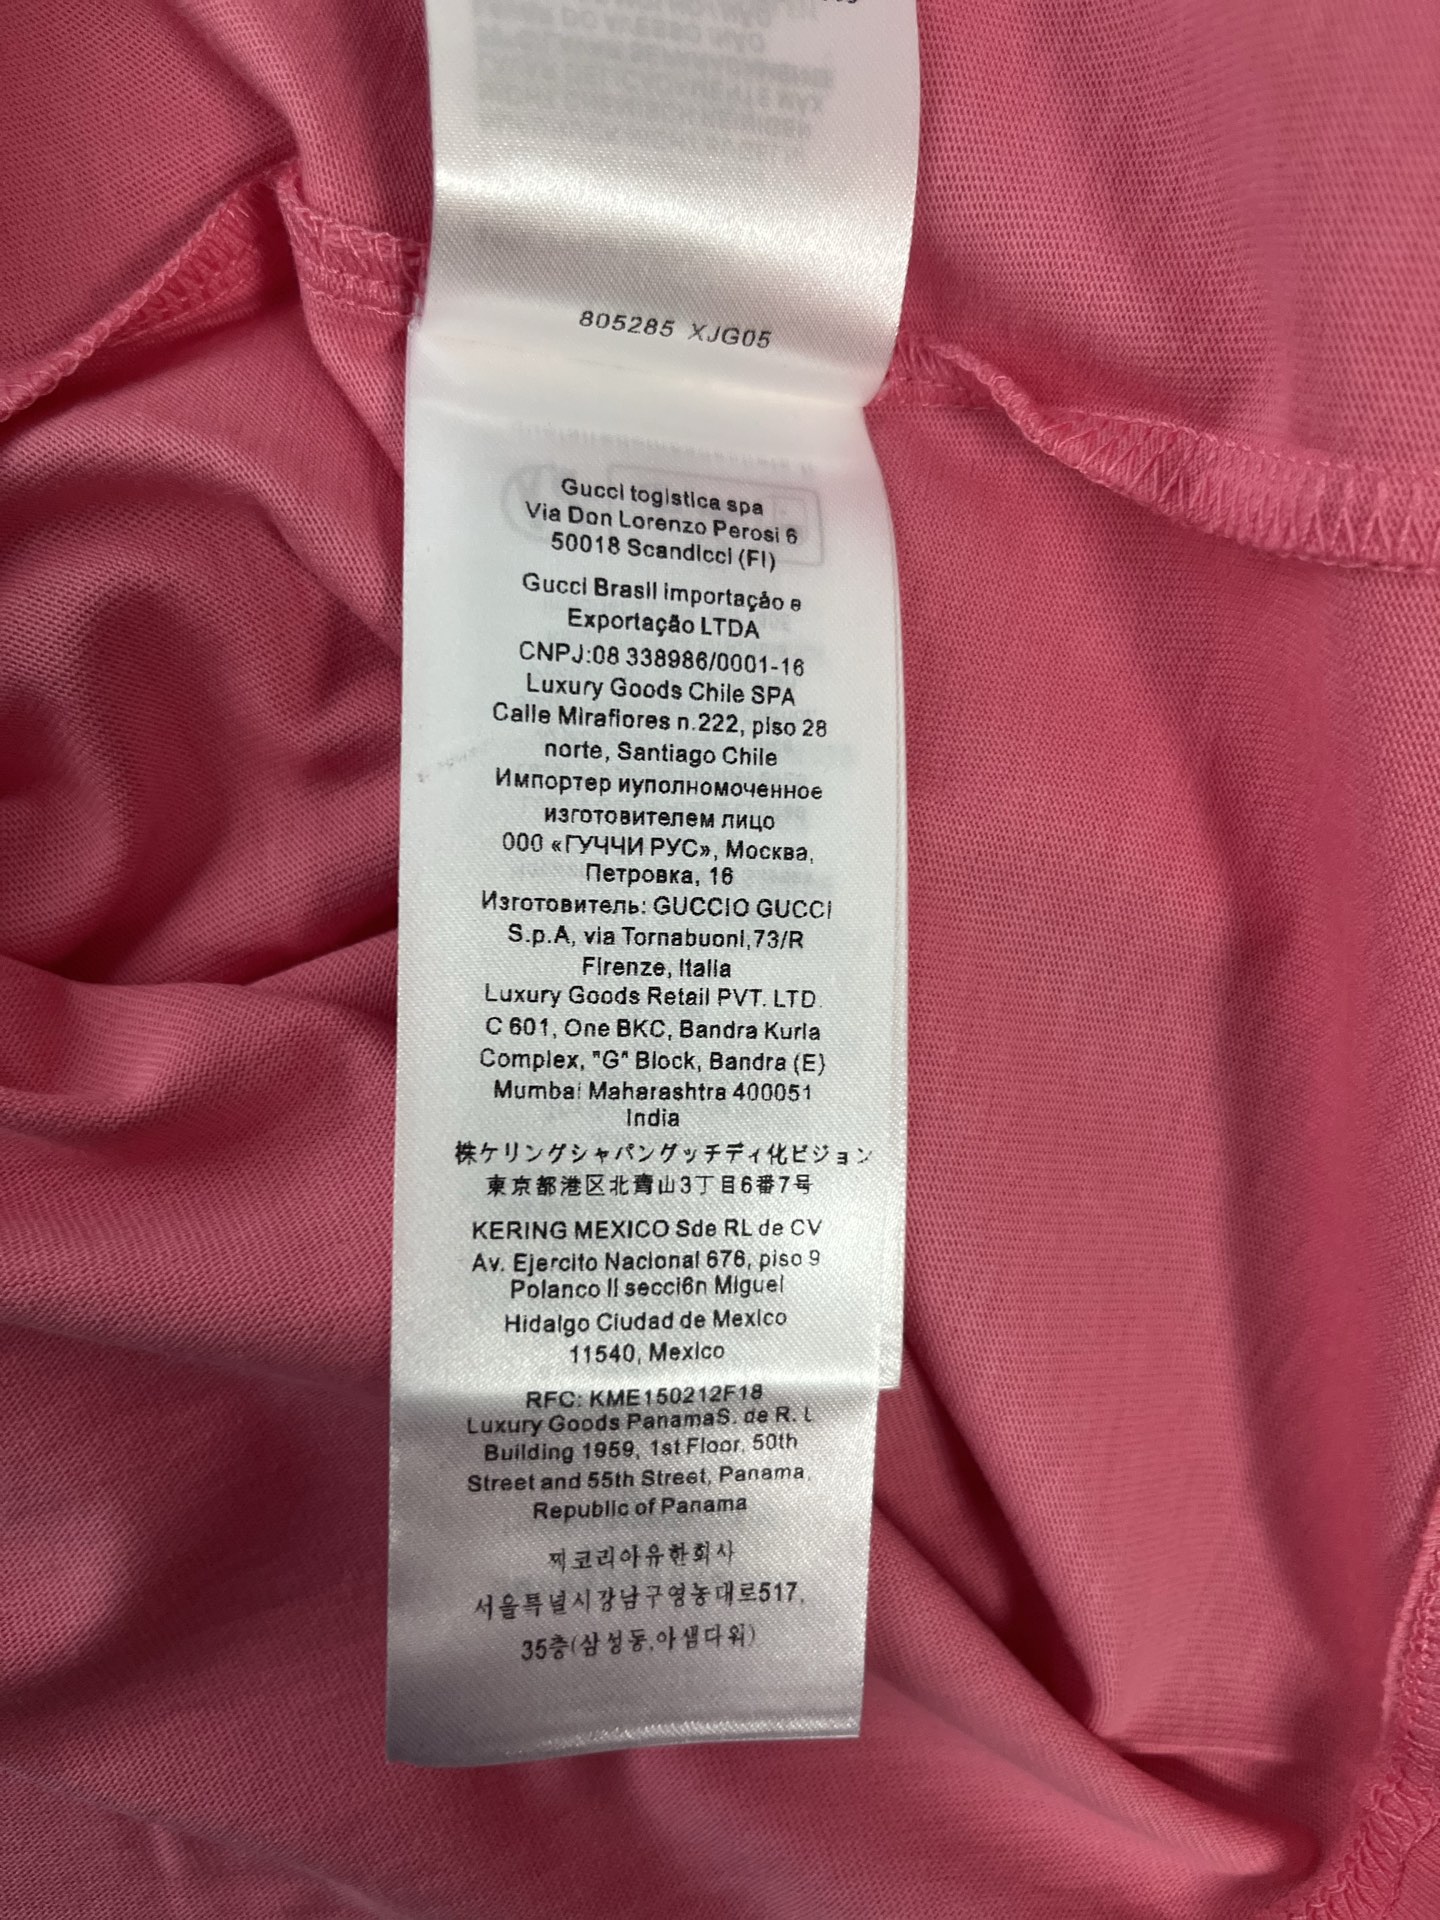 805285 XJG05
Gucci togistica spa
Via Don Lorenzo Perosi 6
50018 Scandicci (FI)
Gucci Brasil importação e
Exportação LTDA
CNPJ:08 338986/0001-16
Luxury Goods Chile SPA
Calle Miraflores n.222, piso 28
norte, Santiago Chile
Импортер иуполномоченное
изготовителем лицо
000 «ГУЧЧИ РУС», Москва,
Петровка, 16
Изготовитель: GUCCIO GUCCI
S.p.A, via Tornabuoni,73/R
Firenze, Italia
Luxury Goods Retail PVT. LTD.
C 601, One BKC, Bandra Kurla
Complex, "G" Block, Bandra (E)
Mumbai Maharashtra 400051
India
株ケリングシャパングッチディ化ビジョン
東京都港区北青山3丁目6番7号
KERING MEXICO Sde RL de CV
Av. Ejercito Nacional 676, piso 9
Polanco II secci6n Miguel
Hidalgo Ciudad de Mexico
11540, Mexico
RFC: KME150212F18
Luxury Goods PanamaS. de R. L
Building 1959, 1st Floor, 50th
Street and 55th Street, Panama,
Republic of Panama
찌코리아유한회사
서울특널시강남구영농대로517,
35층(삼성동,아샘다워)